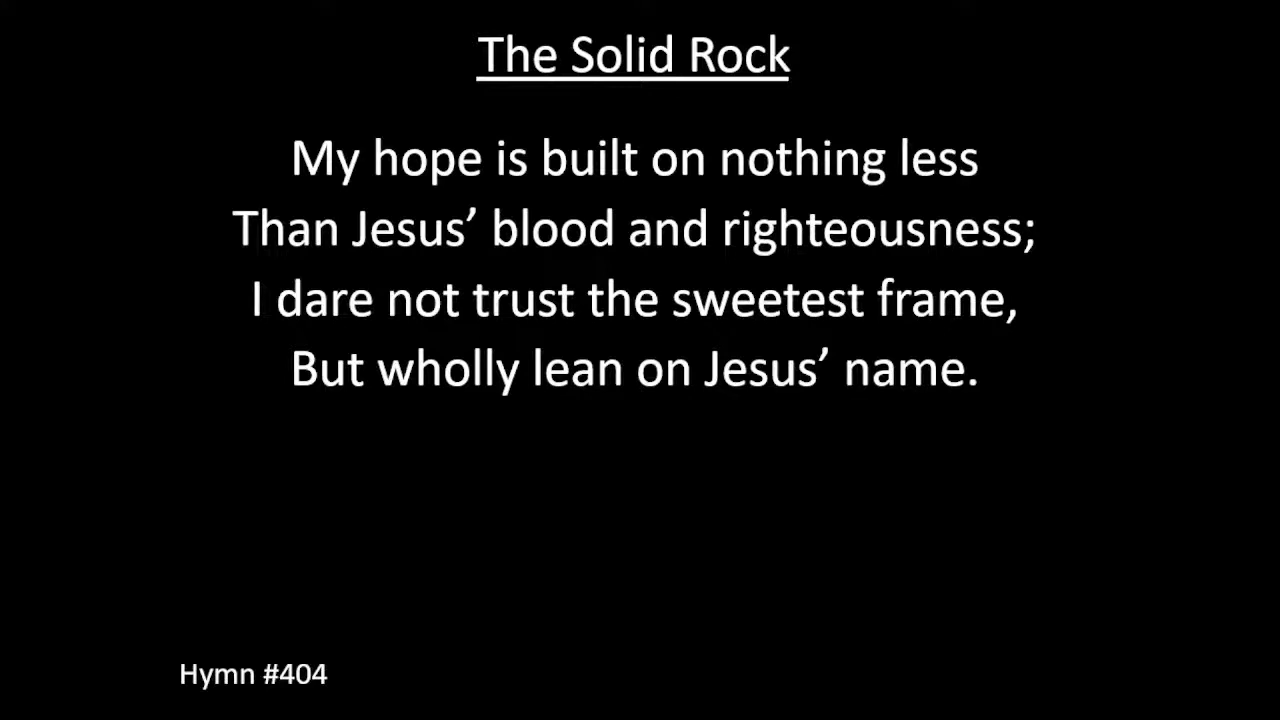 The Solid Rock
My hope is built on nothing less
Than Jesus’ blood and righteousness;
I dare not trust the sweetest frame,
But wholly lean on Jesus’ name.
Hymn #404